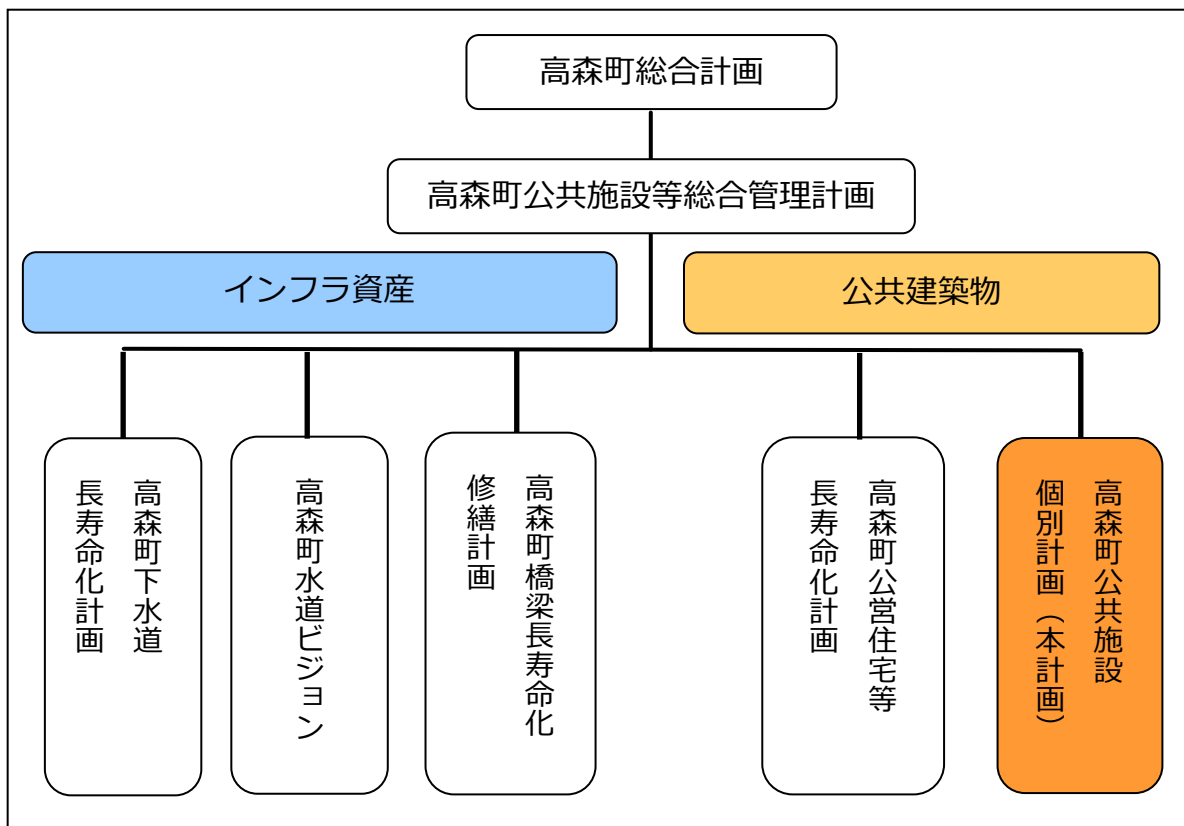 高森町総合計画
高森町公共施設等総合管理計画
インフラ資産
公共建築物
高森町下水道
長寿命化計画
高森町水道ビジョン
高森町橋梁長寿命化
修繕計画
高森町公営住宅等
長寿命化計画
高森町公共施設
個別計画（本計画）